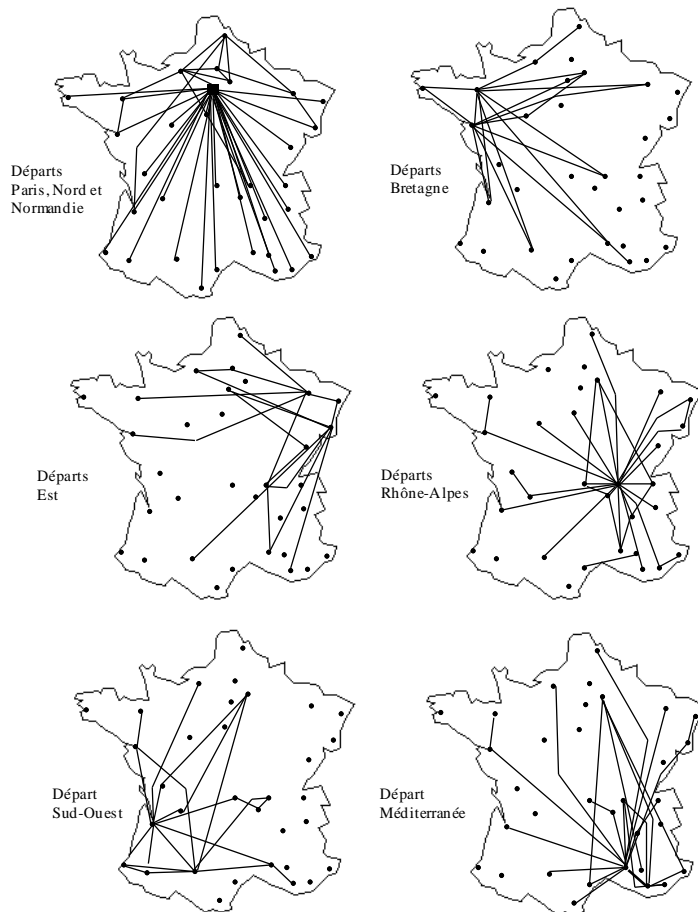 Départs
Paris, Nord et
Normandie
Départs
Bretagne
Départs
Est
Départs
Rhône-Alpes
Départ
Sud-Ouest
Départ
Méditerranée